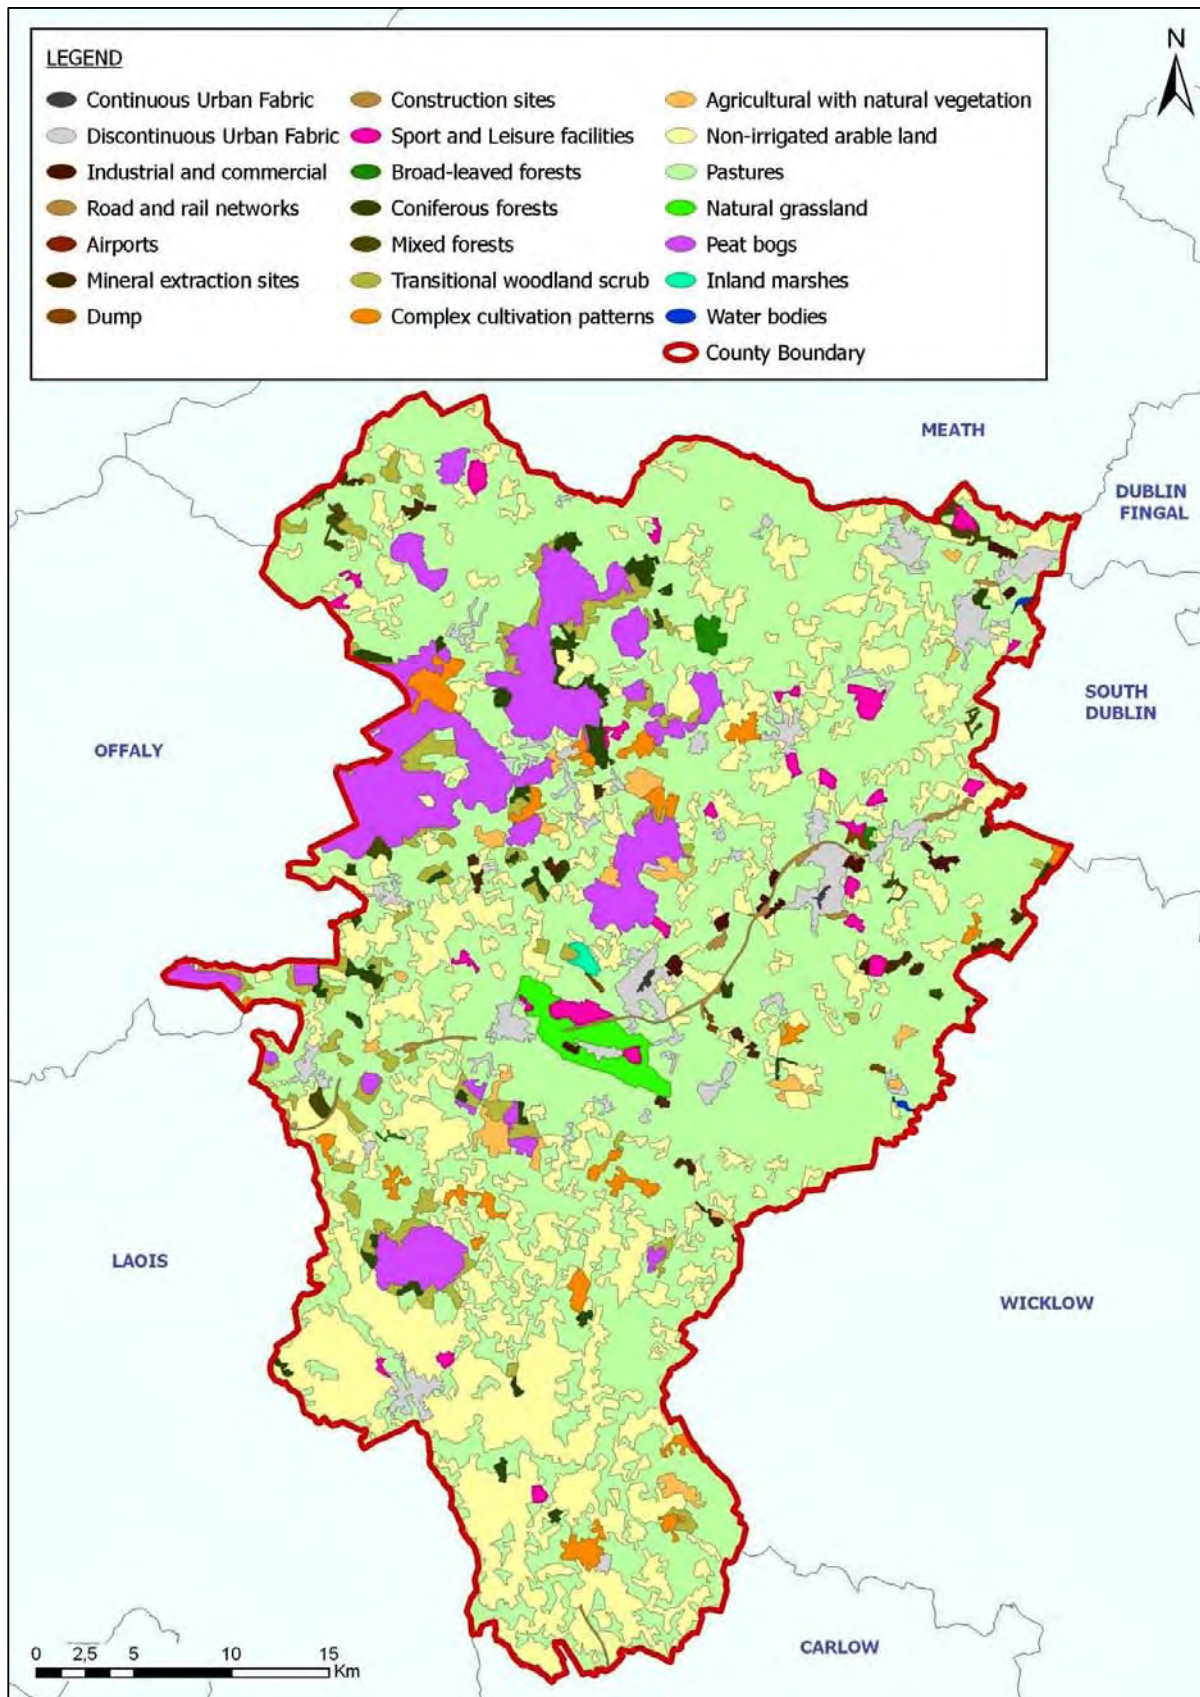 N
LEGEND
Continuous Urban Fabric
Discontinuous Urban Fabric
Industrial and commercial
Road and rail networks
Airports
Mineral extraction sites
Dump
Construction sites
Sport and Leisure facilities
Broad-leaved forests
Coniferous forests
Mixed forests
Transitional woodland scrub
Complex cultivation patterns
Agricultural with natural vegetation
Non-irrigated arable land
Pastures
Natural grassland
Peat bogs
Inland marshes
Water bodies
County Boundary
MEATH
DUBLIN
FINGAL
SOUTH
DUBLIN
OFFALY
LAOIS
WICKLOW
CARLOW
0 2,5 5 10 15
Km